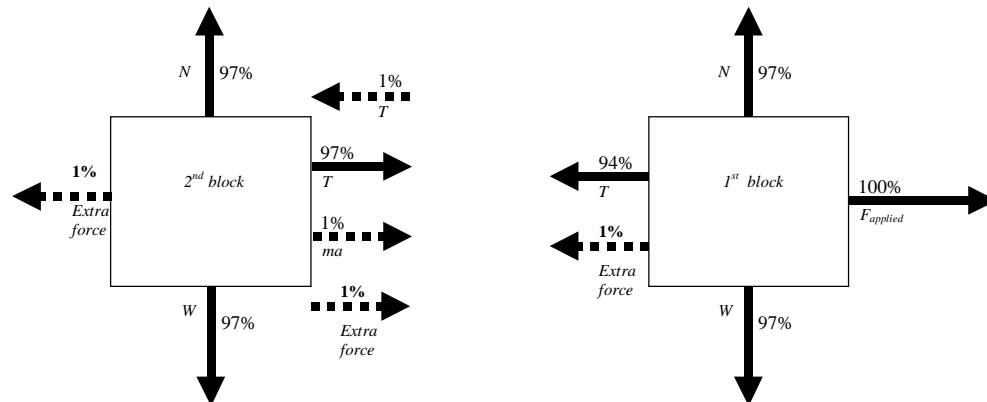 N 97%
1%
T
97%
T
1%
Extra
force
2nd block
1%
ma
1%
Extra
force
W
97%
N 97%
94%
T
1%
Extra
force
1st block
100%
Fapplied
W
97%